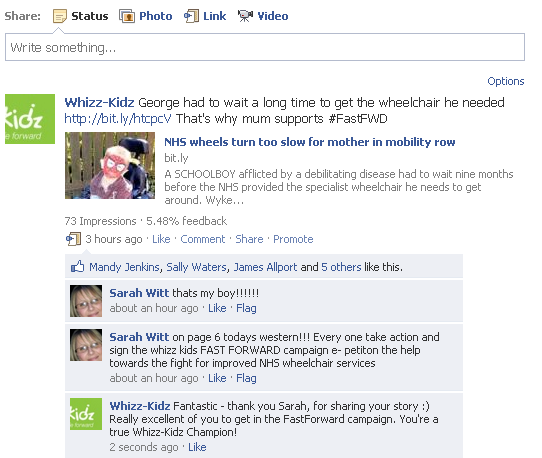 Share: Status Photo Link Video
Write something...
Options
kidz
e forward
Whizz-Kidz George had to wait a long time to get the wheelchair he needed
http://bit.ly/htcpcV That's why mum supports #FastFWD
NHS wheels turn too slow for mother in mobility row
bit.ly
A SCHOOLBOY afflicted by a debilitating disease had to wait nine months
before the NHS provided the specialist wheelchair he needs to get
around. Wyke...
73 Impressions · 5.48% feedback
3 hours ago · Like · Comment · Share · Promote
Mandy Jenkins, Sally Waters, James Allport and 5 others like this.
Sarah Witt thats my boy!!!!!!
about an hour ago · Like · Flag
Sarah Witt on page 6 todays western!!! Every one take action and
sign the whizz kids FAST FORWARD campaign e- petiton the help
towards the fight for improved NHS wheelchair services
about an hour ago · Like · Flag
kidz
e forward
Whizz-Kidz Fantastic - thank you Sarah, for sharing your story :)
Really excellent of you to get in the FastForward campaign. You're a
true Whizz-Kidz Champion!
2 seconds ago · Like